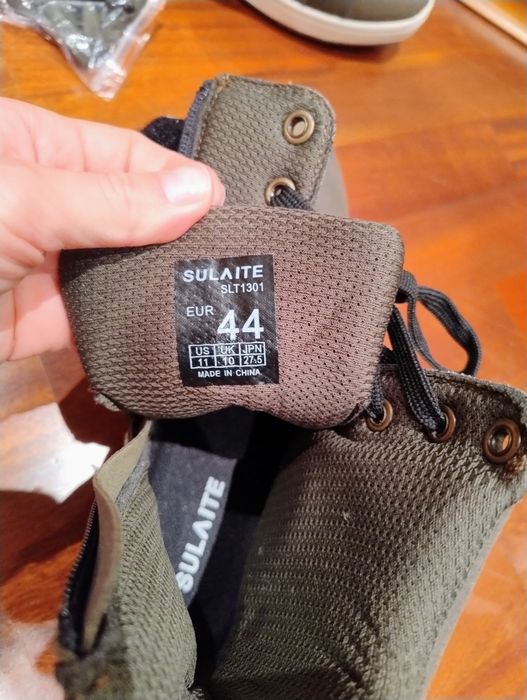 SULAITE
SLT1301
EUR 44
US UK JPN
11 10 27.5
MADE IN CHINA
SULAITE